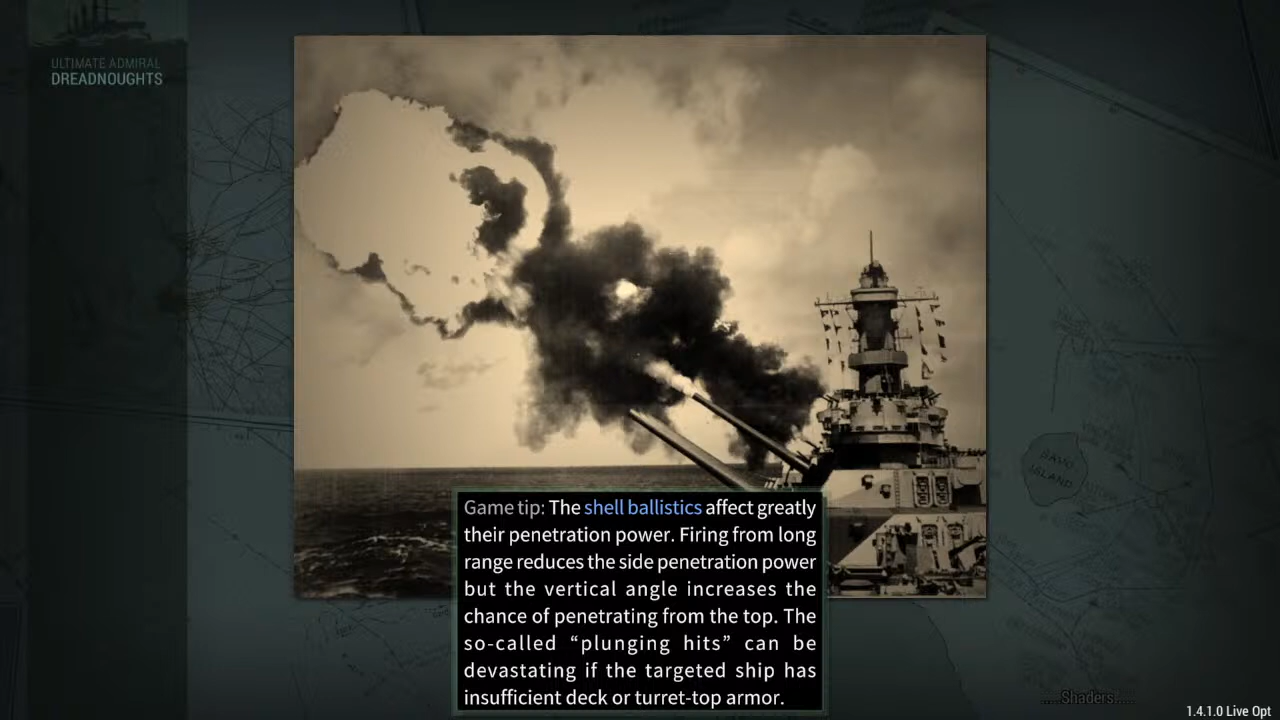 ULTIMATE ADMIRAL
DREADNOUGHTS
Game tip: The shell ballistics affect greatly
their penetration power. Firing from long
range reduces the side penetration power
but the vertical angle increases the
chance of penetrating from the top. The
so-called “plunging hits” can be
devastating if the targeted ship has
insufficient deck or turret-top armor.
SAVO
ISLAND
.....Shaders.....
1.4.1.0 Live Opt